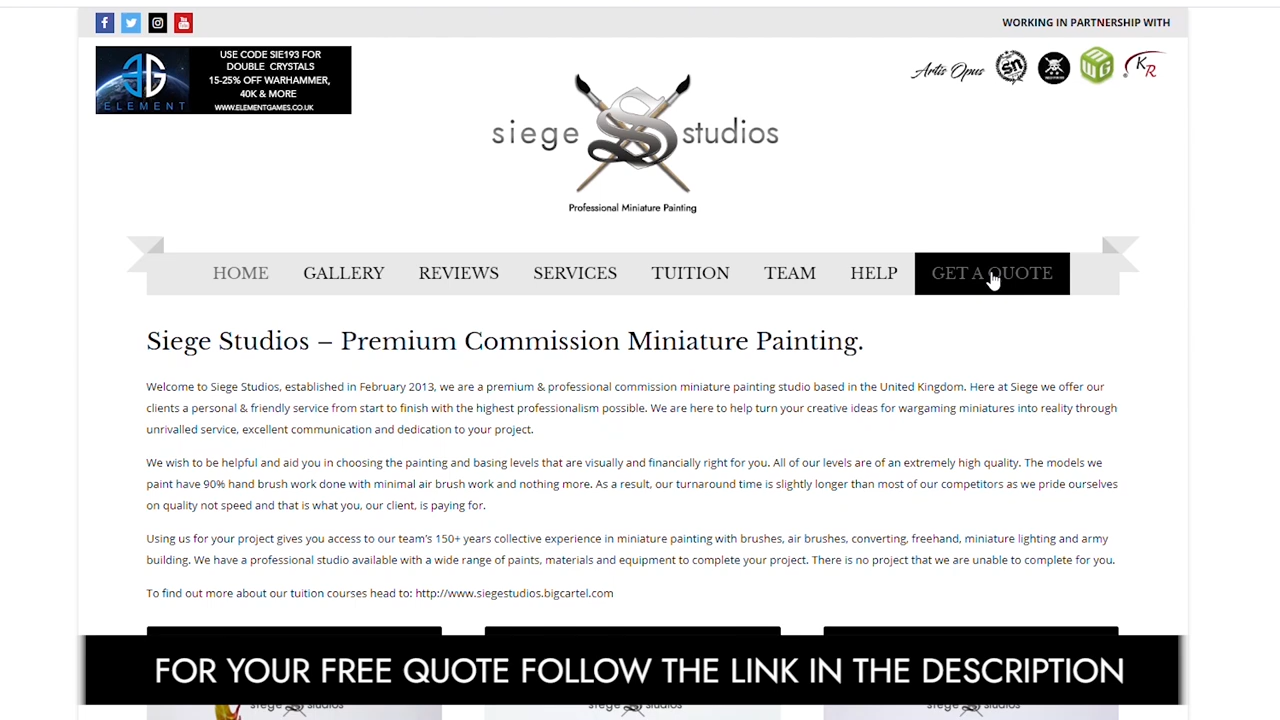 WORKING IN PARTNERSHIP WITH
USE CODE SIE193 FOR
DOUBLE CRYSTALS
15-25% OFF WARHAMMER,
40K & MORE
WWW.ELEMENTGAMES.CO.UK
ELEMENT
Artis Opus
sn
WG
KR
siege S studios
Professional Miniature Painting
HOME GALLERY REVIEWS SERVICES TUITION TEAM HELP GET A QUOTE
Siege Studios – Premium Commission Miniature Painting.
Welcome to Siege Studios, established in February 2013, we are a premium & professional commission miniature painting studio based in the United Kingdom. Here at Siege we offer our
clients a personal & friendly service from start to finish with the highest professionalism possible. We are here to help turn your creative ideas for wargaming miniatures into reality through
unrivalled service, excellent communication and dedication to your project.
We wish to be helpful and aid you in choosing the painting and basing levels that are visually and financially right for you. All of our levels are of an extremely high quality. The models we
paint have 90% hand brush work done with minimal air brush work and nothing more. As a result, our turnaround time is slightly longer than most of our competitors as we pride ourselves
on quality not speed and that is what you, our client, is paying for.
Using us for your project gives you access to our team's 150+ years collective experience in miniature painting with brushes, air brushes, converting, freehand, miniature lighting and army
building. We have a professional studio available with a wide range of paints, materials and equipment to complete your project. There is no project that we are unable to complete for you.
To find out more about our tuition courses head to: http://www.siegestudios.bigcartel.com
FOR YOUR FREE QUOTE FOLLOW THE LINK IN THE DESCRIPTION